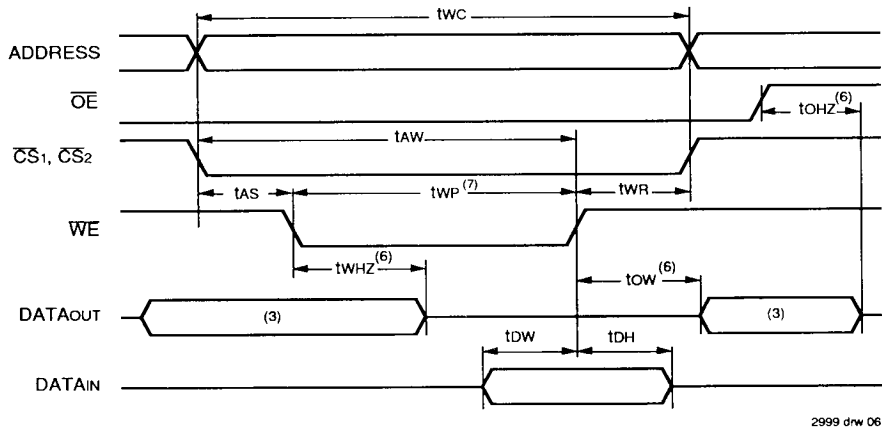 tWC
ADDRESS
OE
tOHZ (6)
tAW
CS1, CS2
tAS
tWP (7)
tWR
WE
tWHZ (6)
tOW (6)
DATAOUT
(3)
(3)
tDW
tDH
DATAIN
2999 drw 06